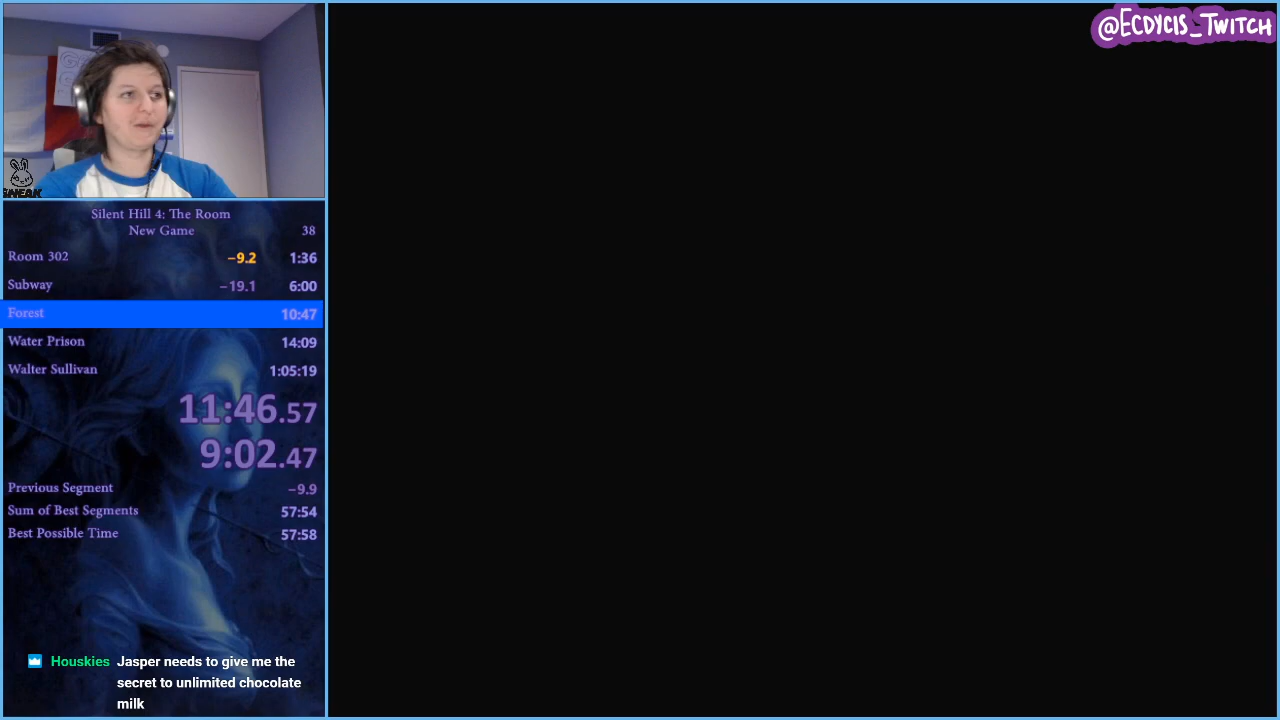 @ECDYCIS_TWITCH
SNEAK
Silent Hill 4: The Room
New Game 38
Room 302 −9.2 1:36
Subway −19.1 6:00
Forest 10:47
Water Prison 14:09
Walter Sullivan 1:05:19
11:46.57
9:02.47
Previous Segment −9.9
Sum of Best Segments 57:54
Best Possible Time 57:58
Houskies Jasper needs to give me the
secret to unlimited chocolate
milk